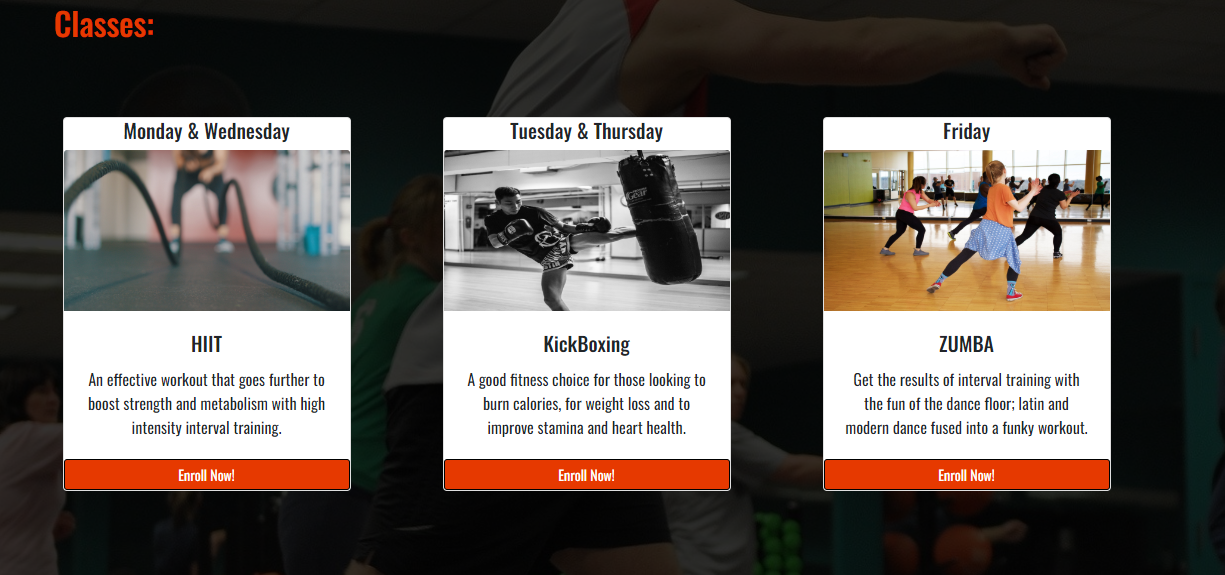 Classes:
Monday & Wednesday
HIIT
An effective workout that goes further to
boost strength and metabolism with high
intensity interval training.
Enroll Now!
Tuesday & Thursday
KickBoxing
A good fitness choice for those looking to
burn calories, for weight loss and to
improve stamina and heart health.
Enroll Now!
Friday
ZUMBA
Get the results of interval training with
the fun of the dance floor; latin and
modern dance fused into a funky workout.
Enroll Now!